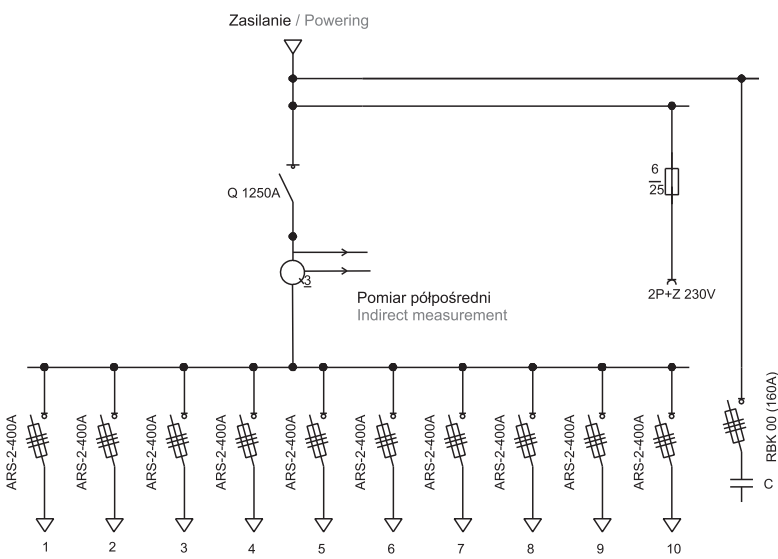 Zasilanie / Powering
Q 1250A
6
25
3
2P+Z 230V
Pomiar półpośredni
Indirect measurement
ARS-2-400A
ARS-2-400A
ARS-2-400A
ARS-2-400A
ARS-2-400A
ARS-2-400A
ARS-2-400A
ARS-2-400A
ARS-2-400A
ARS-2-400A
RBK 00 (160A)
C
1
2
3
4
5
6
7
8
9
10